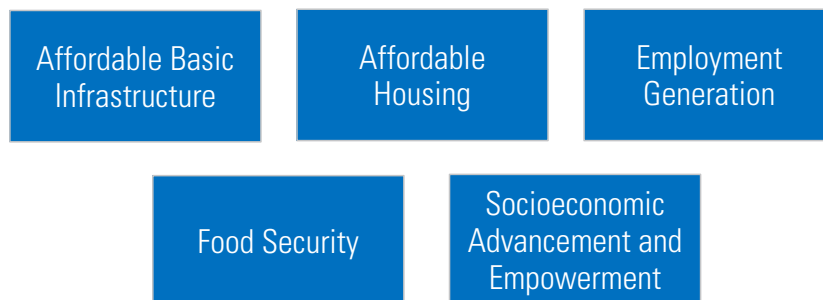 Affordable Basic
Infrastructure
Affordable
Housing
Employment
Generation
Food Security
Socioeconomic
Advancement and
Empowerment